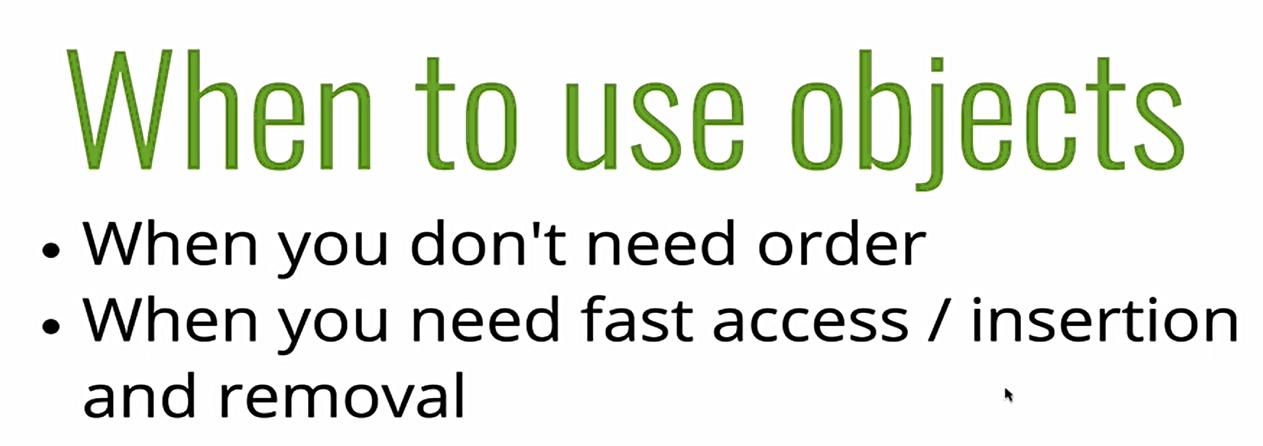 When to use objects
• When you don't need order
• When you need fast access / insertion
and removal